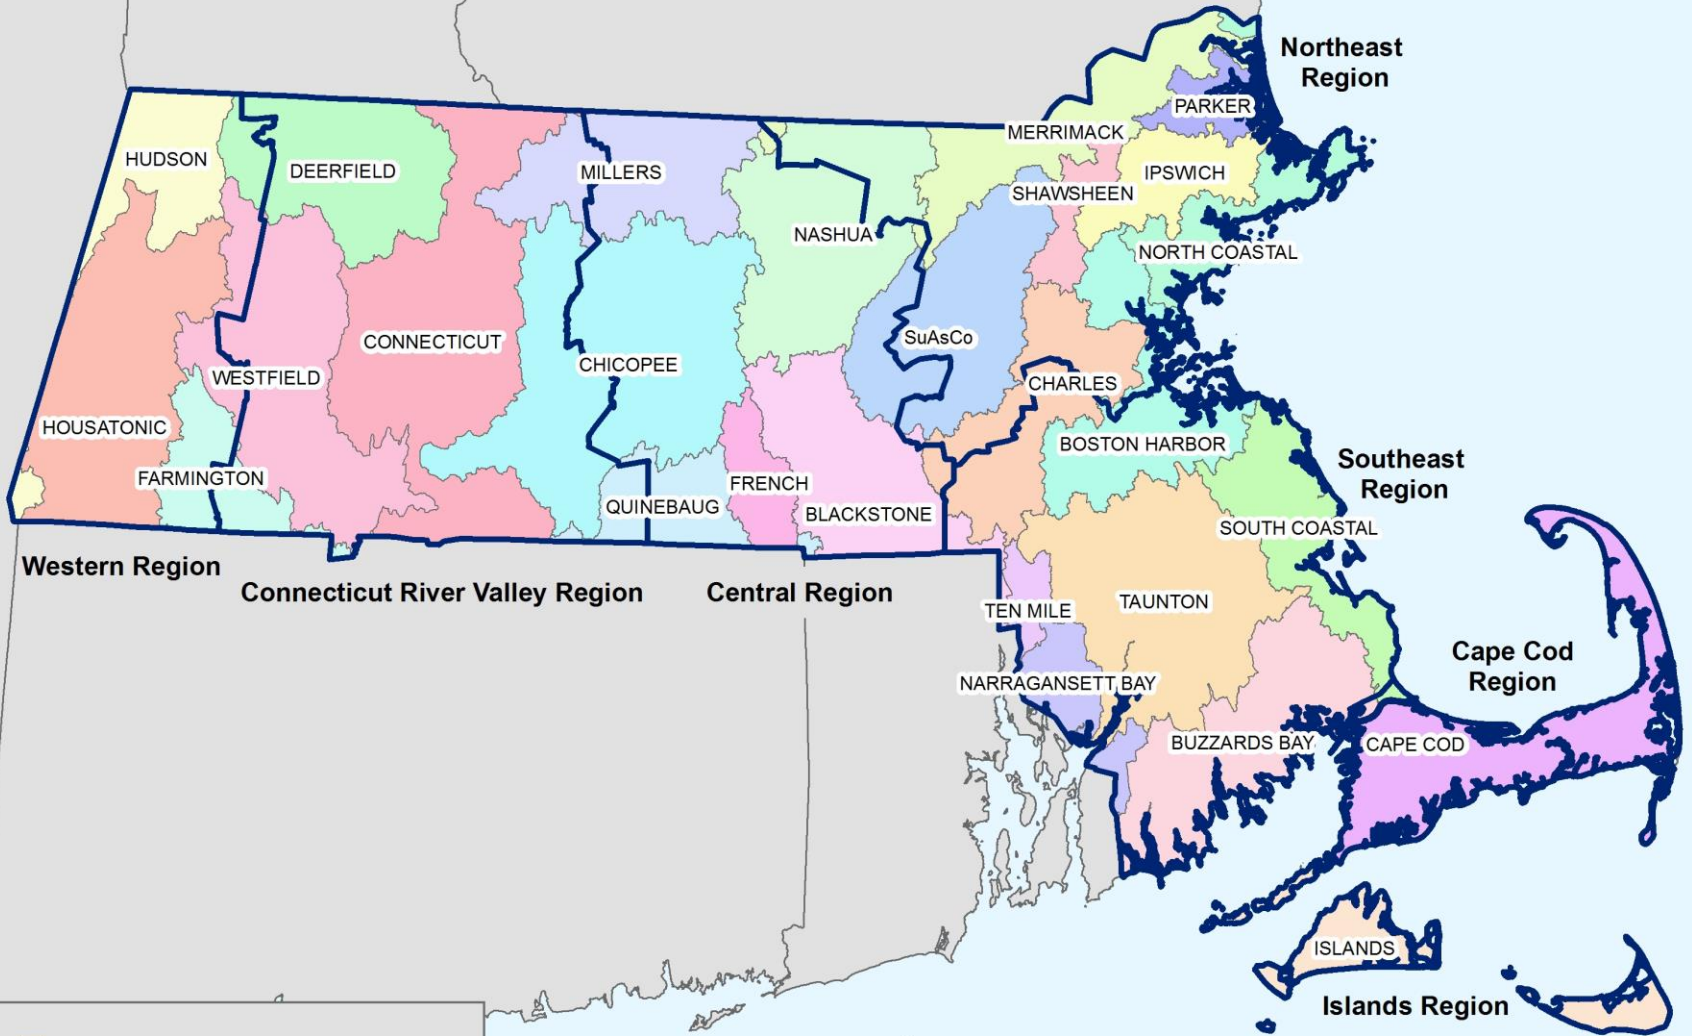 Northeast
Region
PARKER
MERRIMACK
HUDSON
DEERFIELD
MILLERS
IPSWICH
SHAWSHEEN
NASHUA
NORTH COASTAL
SuAsCo
CONNECTICUT
CHICOPEE
WESTFIELD
CHARLES
HOUSATONIC
BOSTON HARBOR
FARMINGTON
FRENCH
Southeast
Region
QUINEBAUG
BLACKSTONE
SOUTH COASTAL
Western Region
Connecticut River Valley Region
Central Region
TEN MILE
TAUNTON
Cape Cod
Region
NARRAGANSETT BAY
BUZZARDS BAY
CAPE COD
ISLANDS
Islands Region